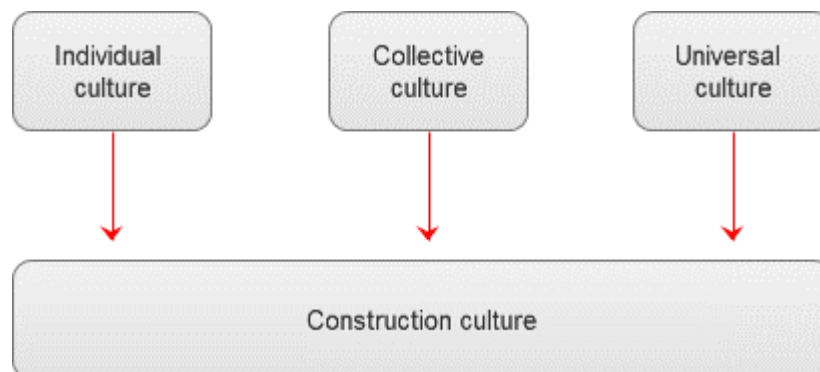 Individual
culture
Collective
culture
Universal
culture
Construction culture